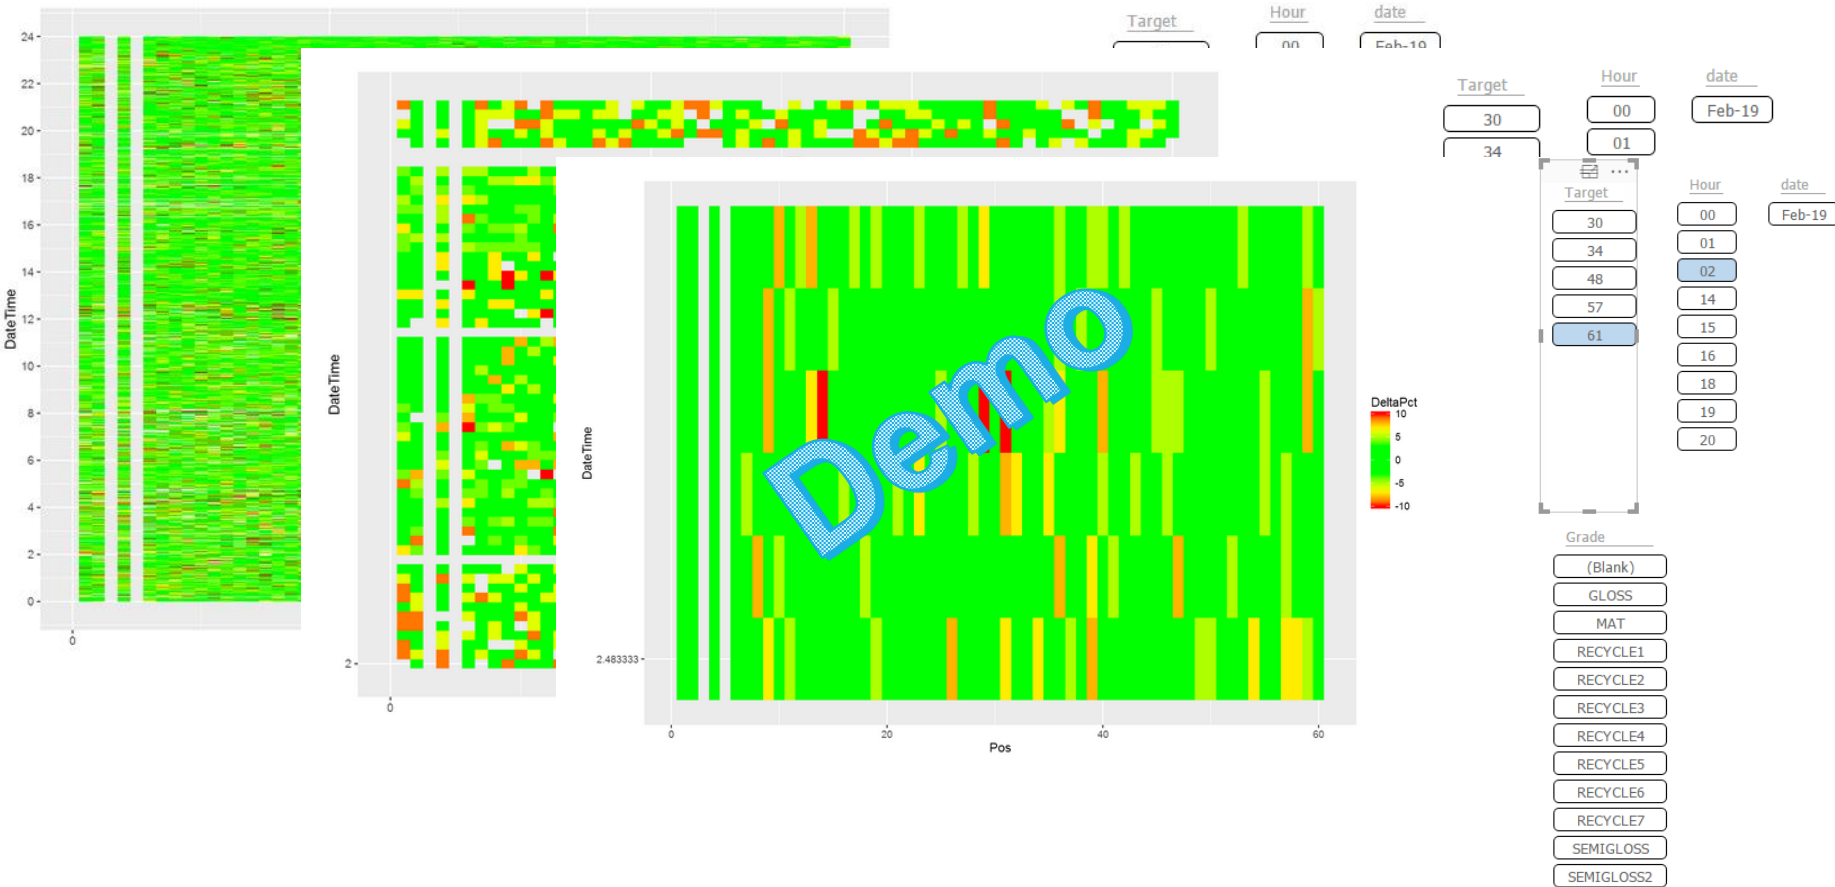 Target
Hour
date
00
Feb-19
24
22
20
18
16
14
12
10
8
6
4
2
0
DateTime
0
Target
Hour
date
30
00
Feb-19
34
01
DateTime
2
0
Target
Hour
date
30
00
Feb-19
34
01
48
02
57
14
61
15
16
18
19
20
Demo
DateTime
2.483333
0
20
40
60
Pos
DeltaPct
10
5
0
-5
-10
Grade
(Blank)
GLOSS
MAT
RECYCLE1
RECYCLE2
RECYCLE3
RECYCLE4
RECYCLE5
RECYCLE6
RECYCLE7
SEMIGLOSS
SEMIGLOSS2